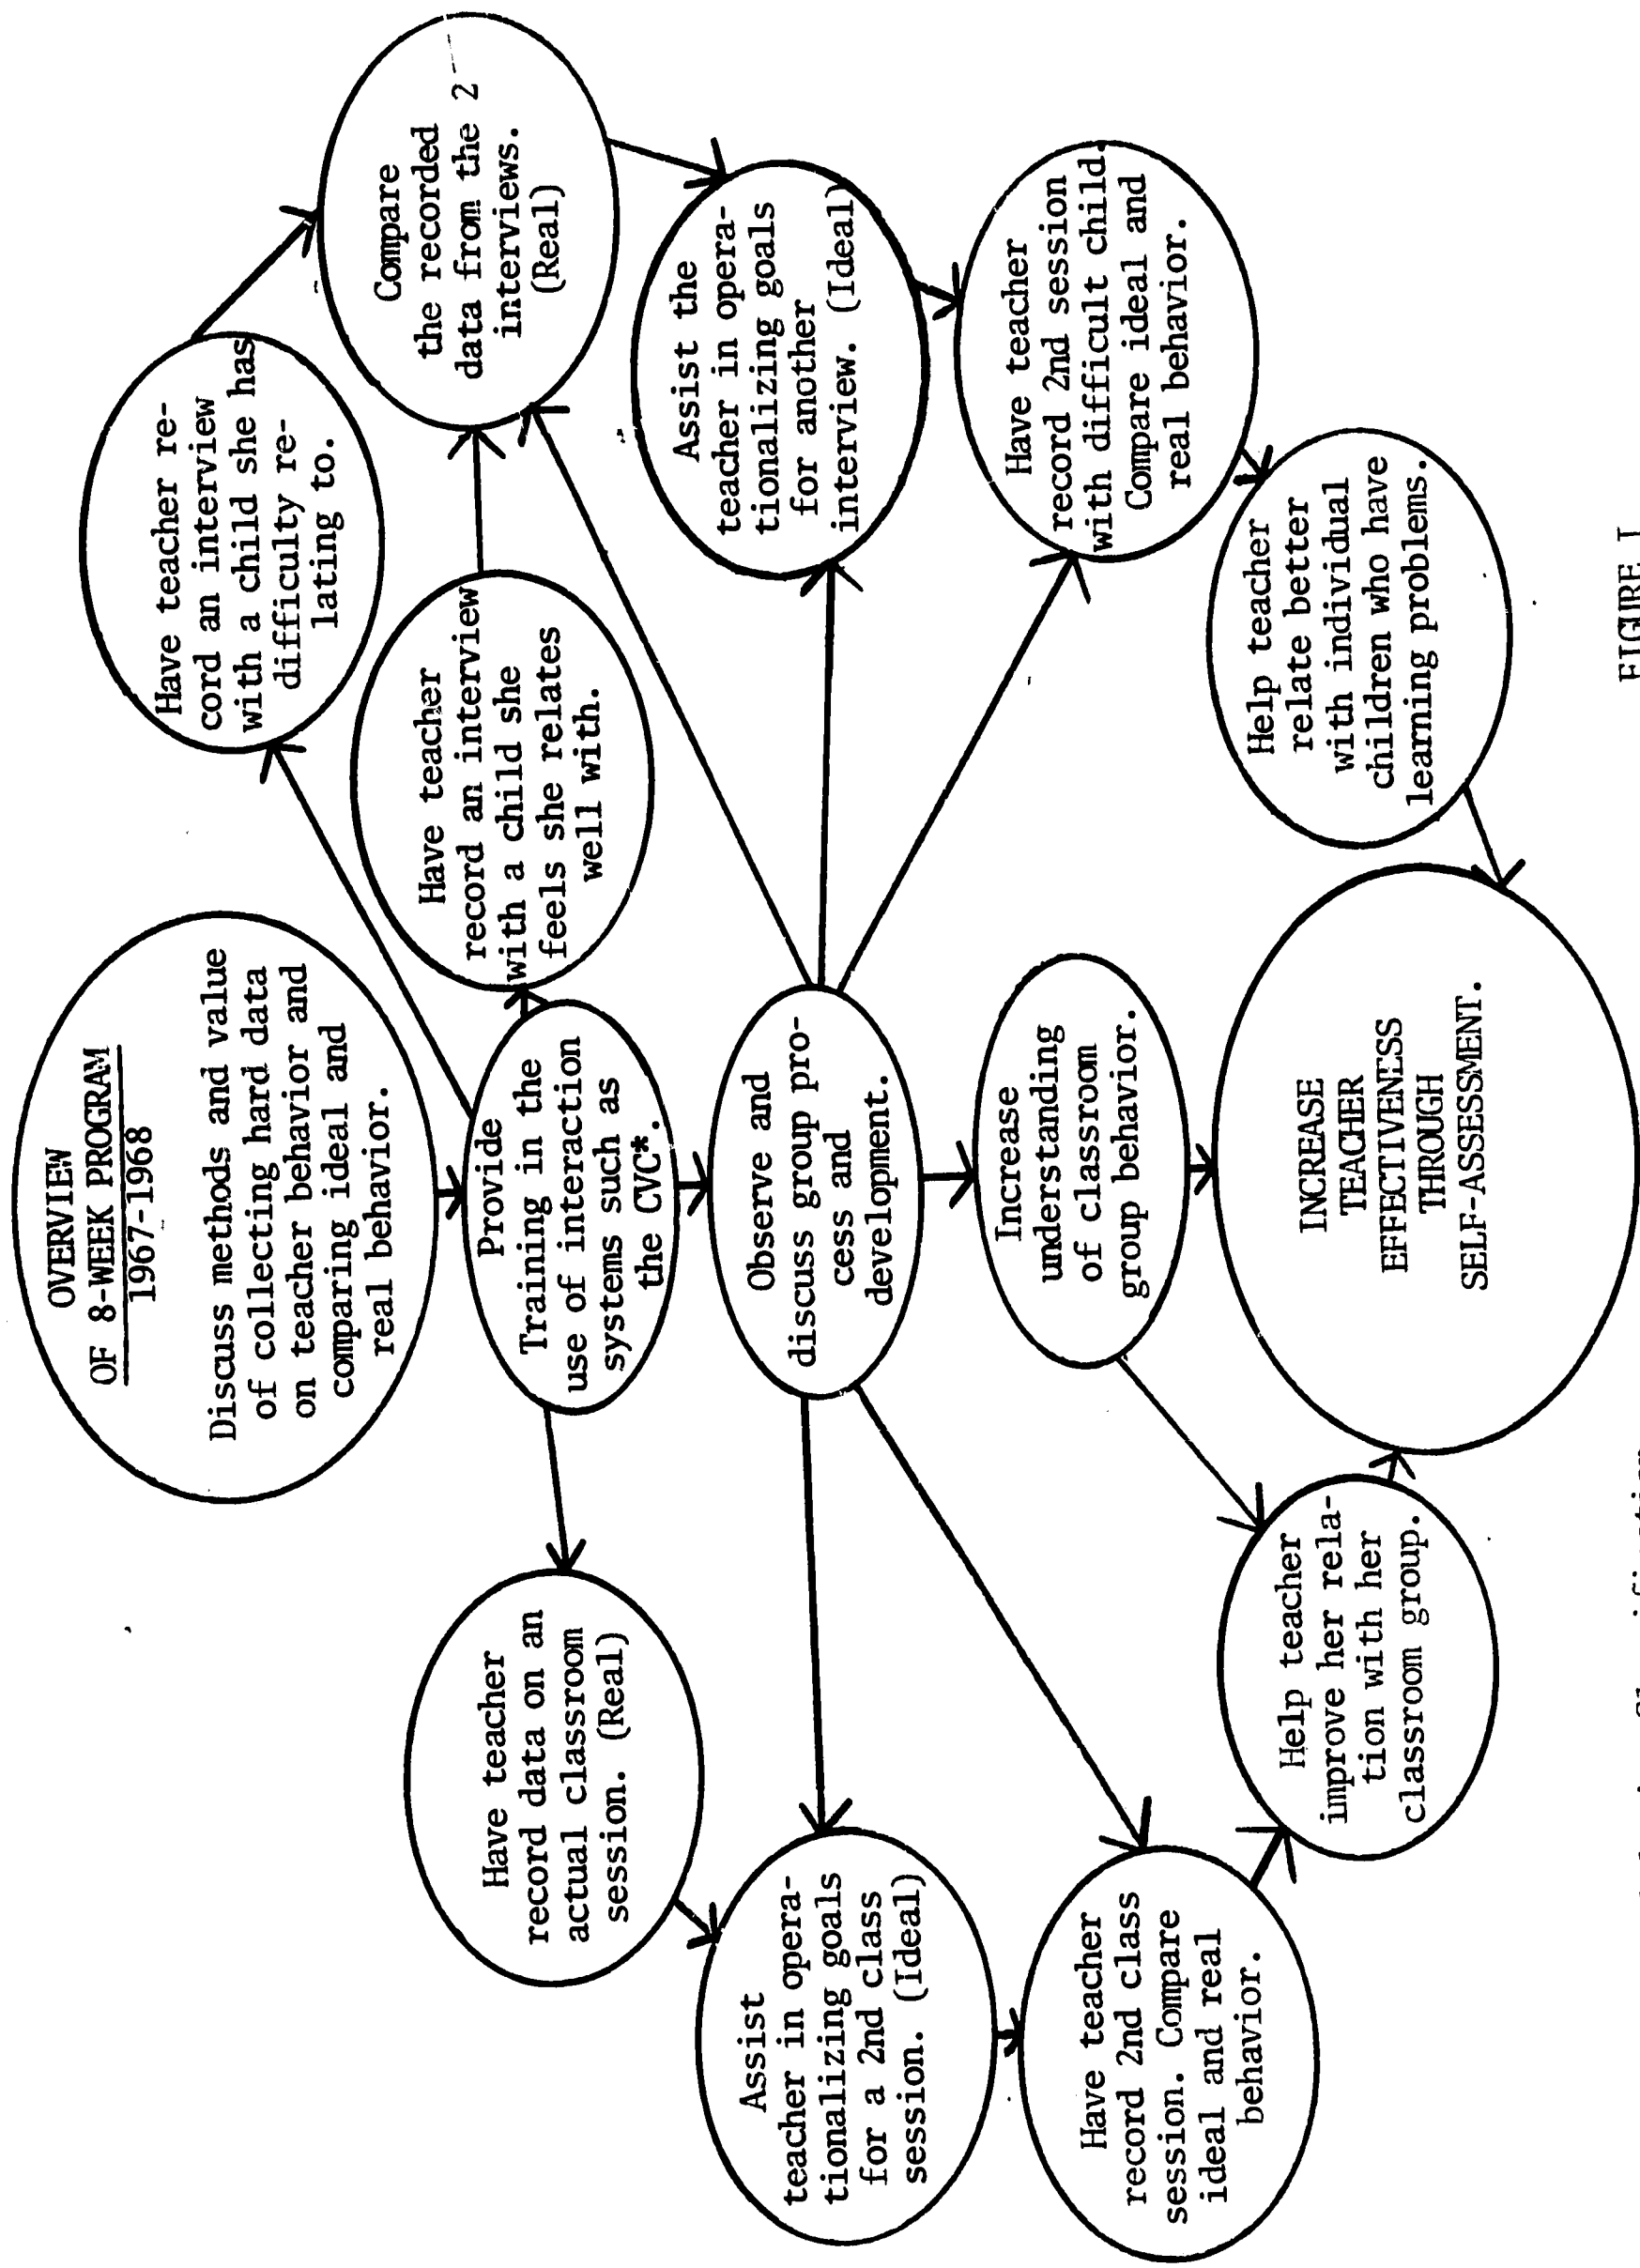 OVERVIEW
OF 8-WEEK PROGRAM
1967-1968
Discuss methods and value
of collecting hard data
on teacher behavior and
comparing ideal and
real behavior.
Provide
Training in the
use of interaction
systems such as
the CVC*.
Have teacher re-
cord an interview
with a child she has
difficulty re-
lating to.
Have teacher
record an interview
with a child she
feels she relates
well with.
Compare
the recorded
data from the 2
interviews.
(Real)
Have teacher
record data on an
actual classroom
session. (Real)
Observe and
discuss group pro-
cess and
development.
Assist the
teacher in opera-
tionalizing goals
for another
interview. (Ideal)
Assist
teacher in opera-
tionalizing goals
for a 2nd class
session. (Ideal)
Have teacher
record 2nd session
with difficult child.
Compare ideal and
real behavior.
Increase
understanding
of classroom
group behavior.
Have teacher
record 2nd class
session. Compare
ideal and real
behavior.
Help teacher
improve her rela-
tion with her
classroom group.
Help teacher
relate better
with individual
children who have
learning problems.
INCREASE
TEACHER
EFFECTIVENESS
THROUGH
SELF-ASSESSMENT.
FIGURE I